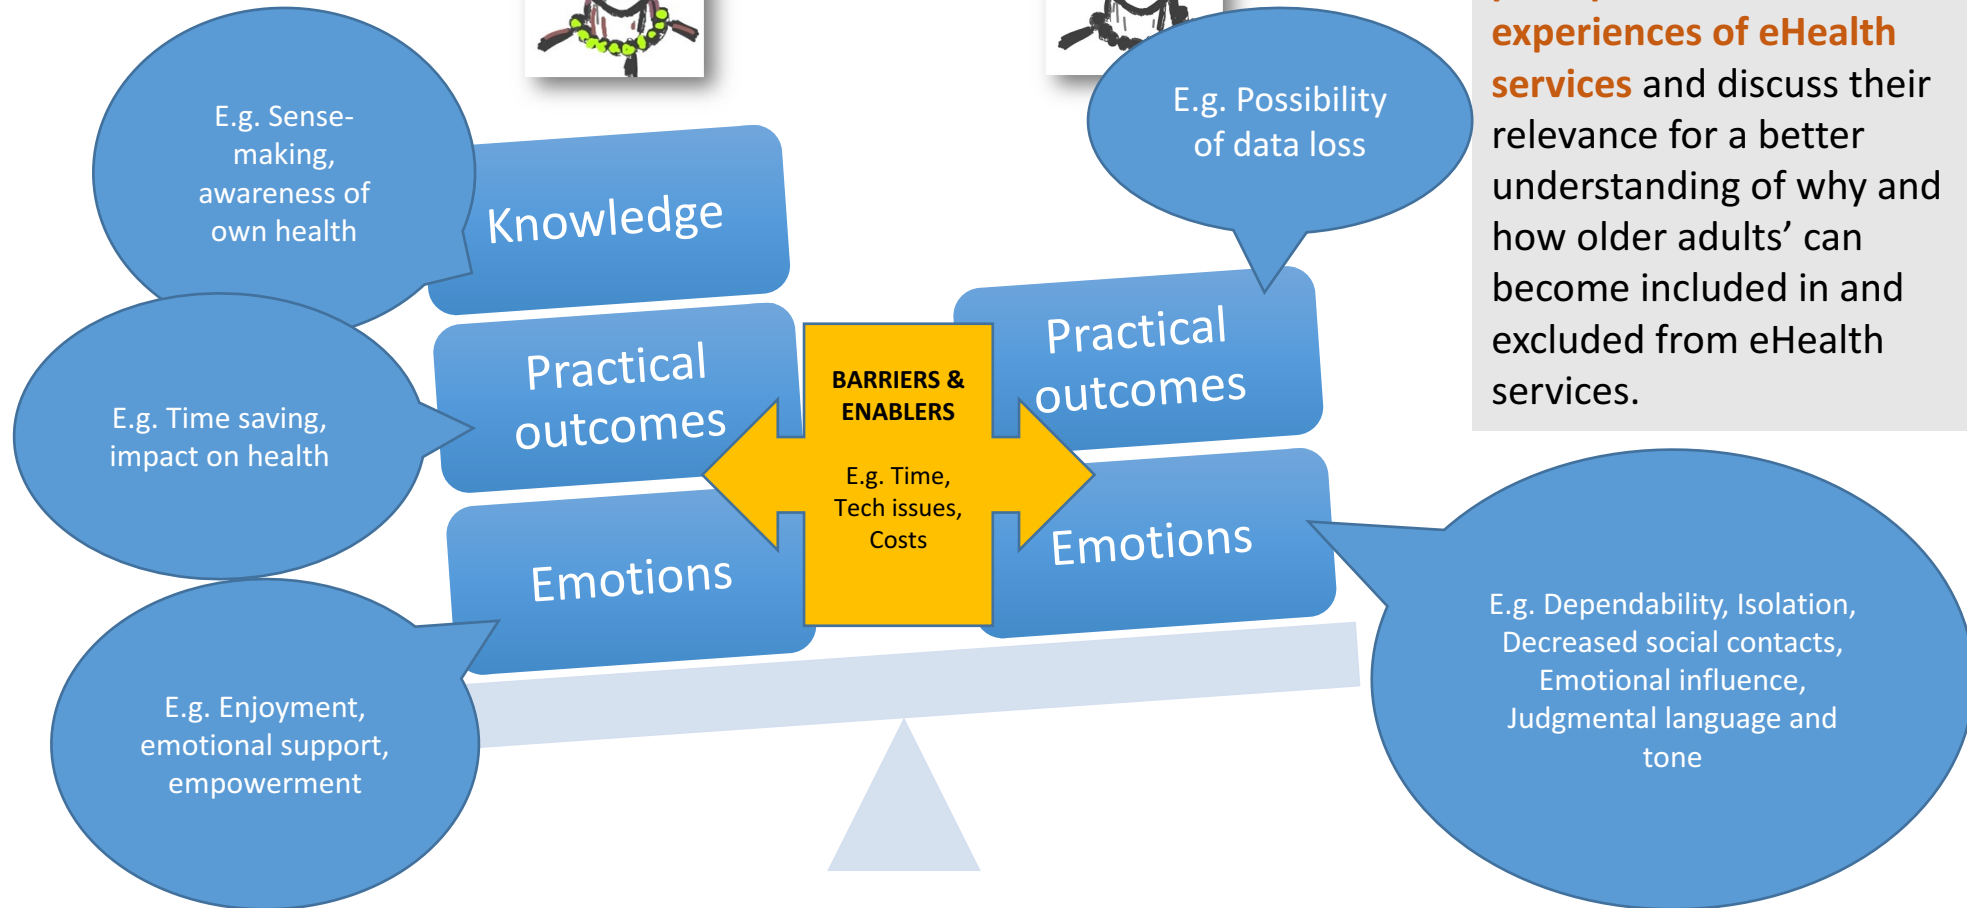 E.g. Sense-
making,
awareness of
own health
Knowledge
E.g. Time saving,
impact on health
Practical
outcomes
E.g. Enjoyment,
emotional support,
empowerment
Emotions
BARRIERS &
ENABLERS
E.g. Time,
Tech issues,
Costs
E.g. Possibility
of data loss
Practical
outcomes
Emotions
E.g. Dependability, Isolation,
Decreased social contacts,
Emotional influence,
Judgmental language and
tone
experiences of eHealth
services and discuss their
relevance for a better
understanding of why and
how older adults’ can
become included in and
excluded from eHealth
services.